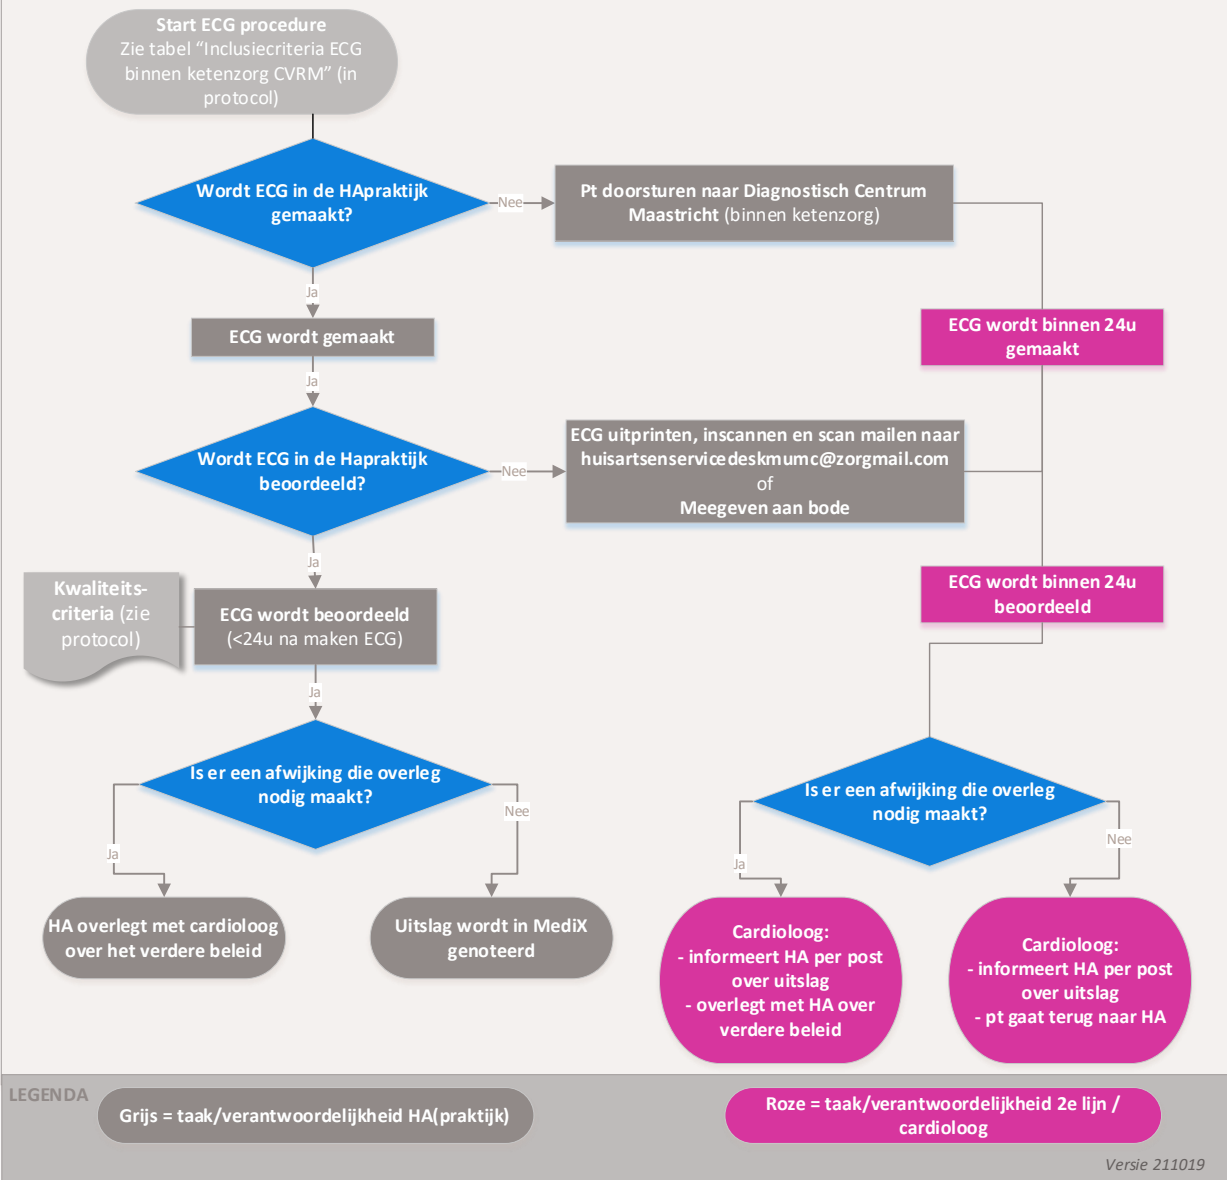 Start ECG procedure
Zie tabel “Inclusiecriteria ECG
binnen ketenzorg CVRM” (in
protocol)
Wordt ECG in de HApraktijk
gemaakt?
Nee
Pt doorsturen naar Diagnostisch Centrum
Maastricht (binnen ketenzorg)
Ja
ECG wordt gemaakt
ECG wordt binnen 24u
gemaakt
Ja
Wordt ECG in de Hapraktijk
beoordeeld?
Nee
ECG uitprinten, inscannen en scan mailen naar
huisartsenservicedeskmumc@zorgmail.com
of
Meegeven aan bode
Ja
Kwaliteits-
criteria (zie
protocol)
ECG wordt beoordeeld
(<24u na maken ECG)
ECG wordt binnen 24u
beoordeeld
Ja
Is er een afwijking die overleg
nodig maakt?
Ja
Nee
HA overlegt met cardioloog
over het verdere beleid
Uitslag wordt in MediX
genoteerd
Is er een afwijking die overleg
nodig maakt?
Ja
Nee
Cardioloog:
- informeert HA per post
over uitslag
- overlegt met HA over
verdere beleid
Cardioloog:
- informeert HA per post
over uitslag
- pt gaat terug naar HA
LEGENDA
Grijs = taak/verantwoordelijkheid HA(praktijk)
Roze = taak/verantwoordelijkheid 2e lijn /
cardioloog
Versie 211019